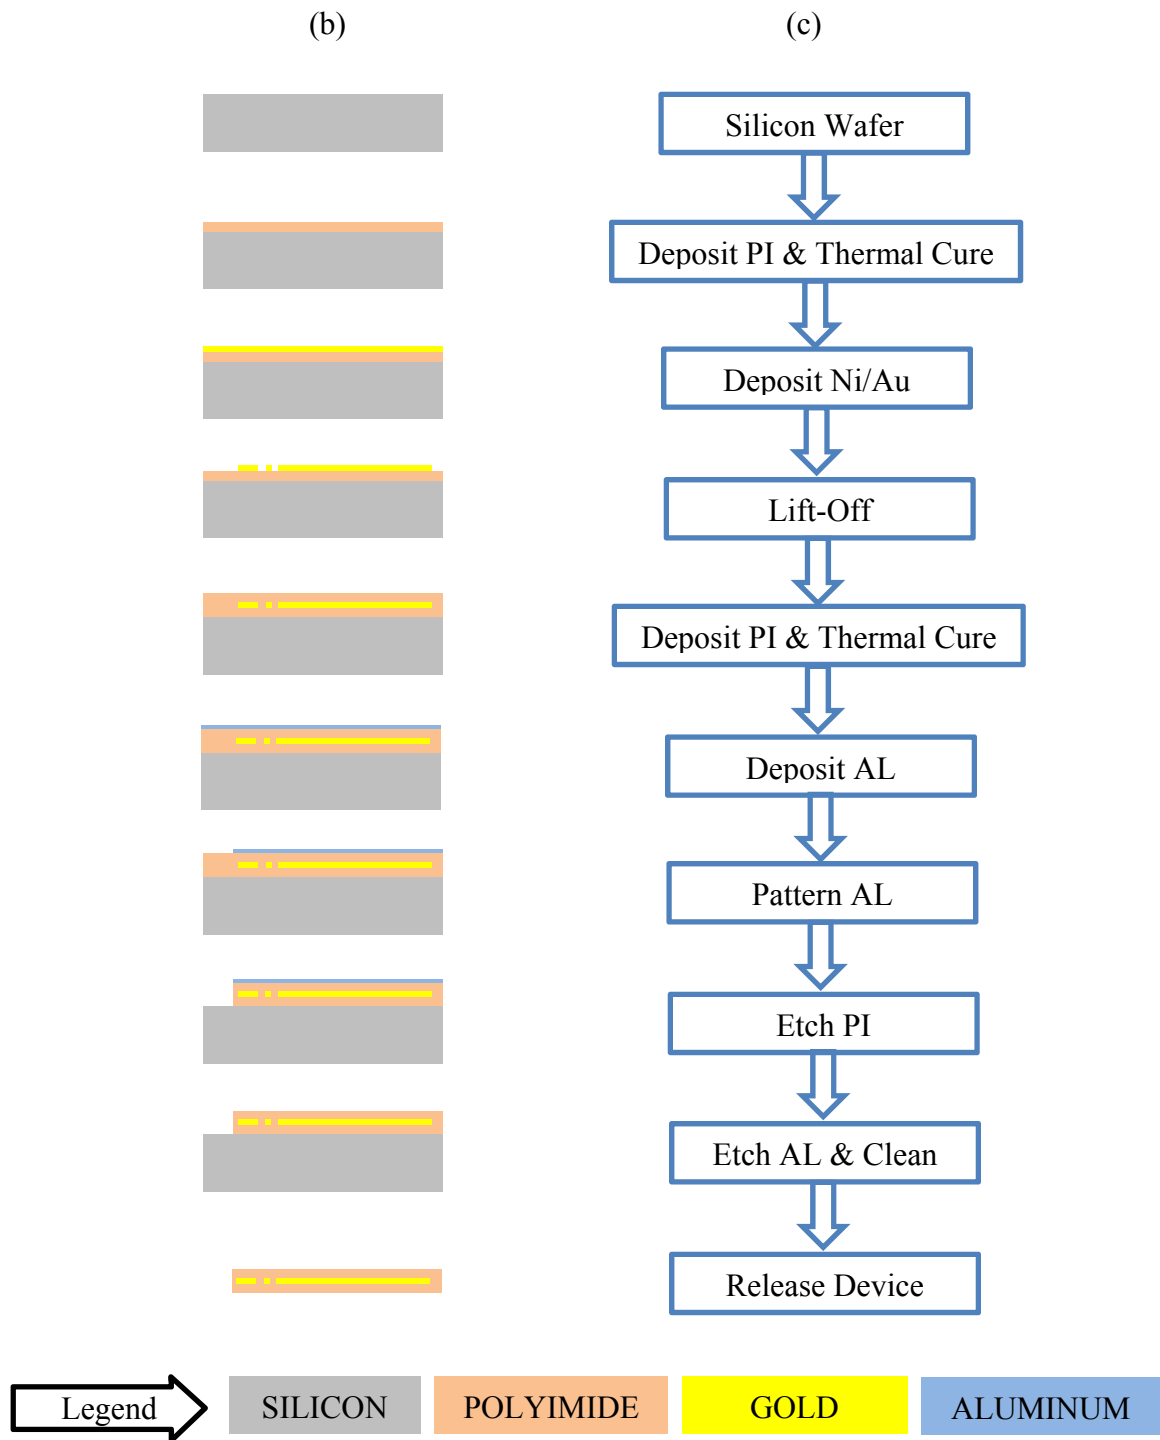 (b)
(c)
Silicon Wafer
Deposit PI & Thermal Cure
Deposit Ni/Au
Lift-Off
Deposit PI & Thermal Cure
Deposit AL
Pattern AL
Etch PI
Etch AL & Clean
Release Device
Legend
SILICON
POLYIMIDE
GOLD
ALUMINUM